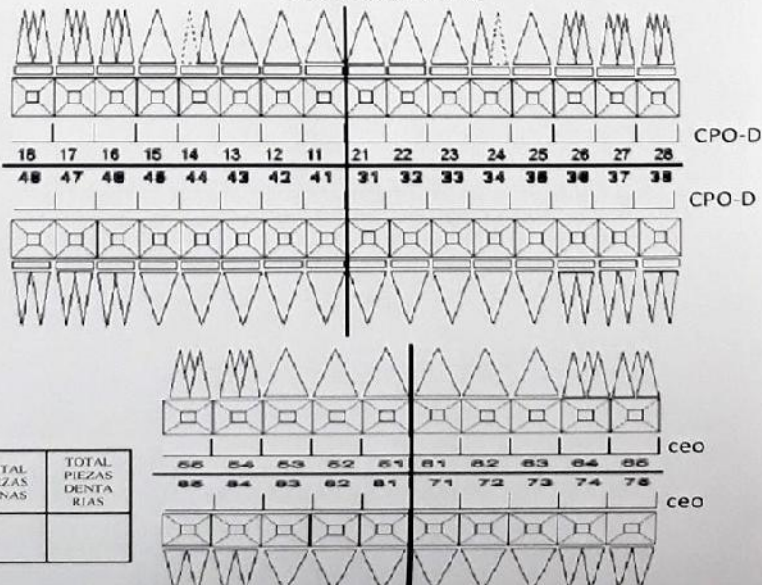 CPO-D
18 17 16 15 14 13 12 11 21 22 23 24 25 26 27 28
48 47 46 45 44 43 42 41 31 32 33 34 35 36 37 38
CPO-D
ceo
55 54 53 52 51 61 62 63 64 65
85 84 83 82 81 71 72 73 74 75
ceo
TOTAL
PIEZAS
DENTA
RIAS